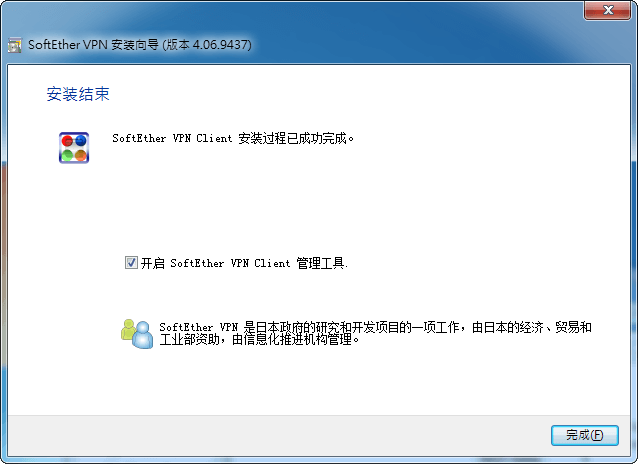 SoftEther VPN 安装向导 (版本 4.06.9437)
安装结束
SoftEther VPN Client 安装过程已成功完成。
开启 SoftEther VPN Client 管理工具.
SoftEther VPN 是日本政府的研究和开发项目的一项工作，由日本的经济、贸易和
工业部资助，由信息化推进机构管理。
完成(F)